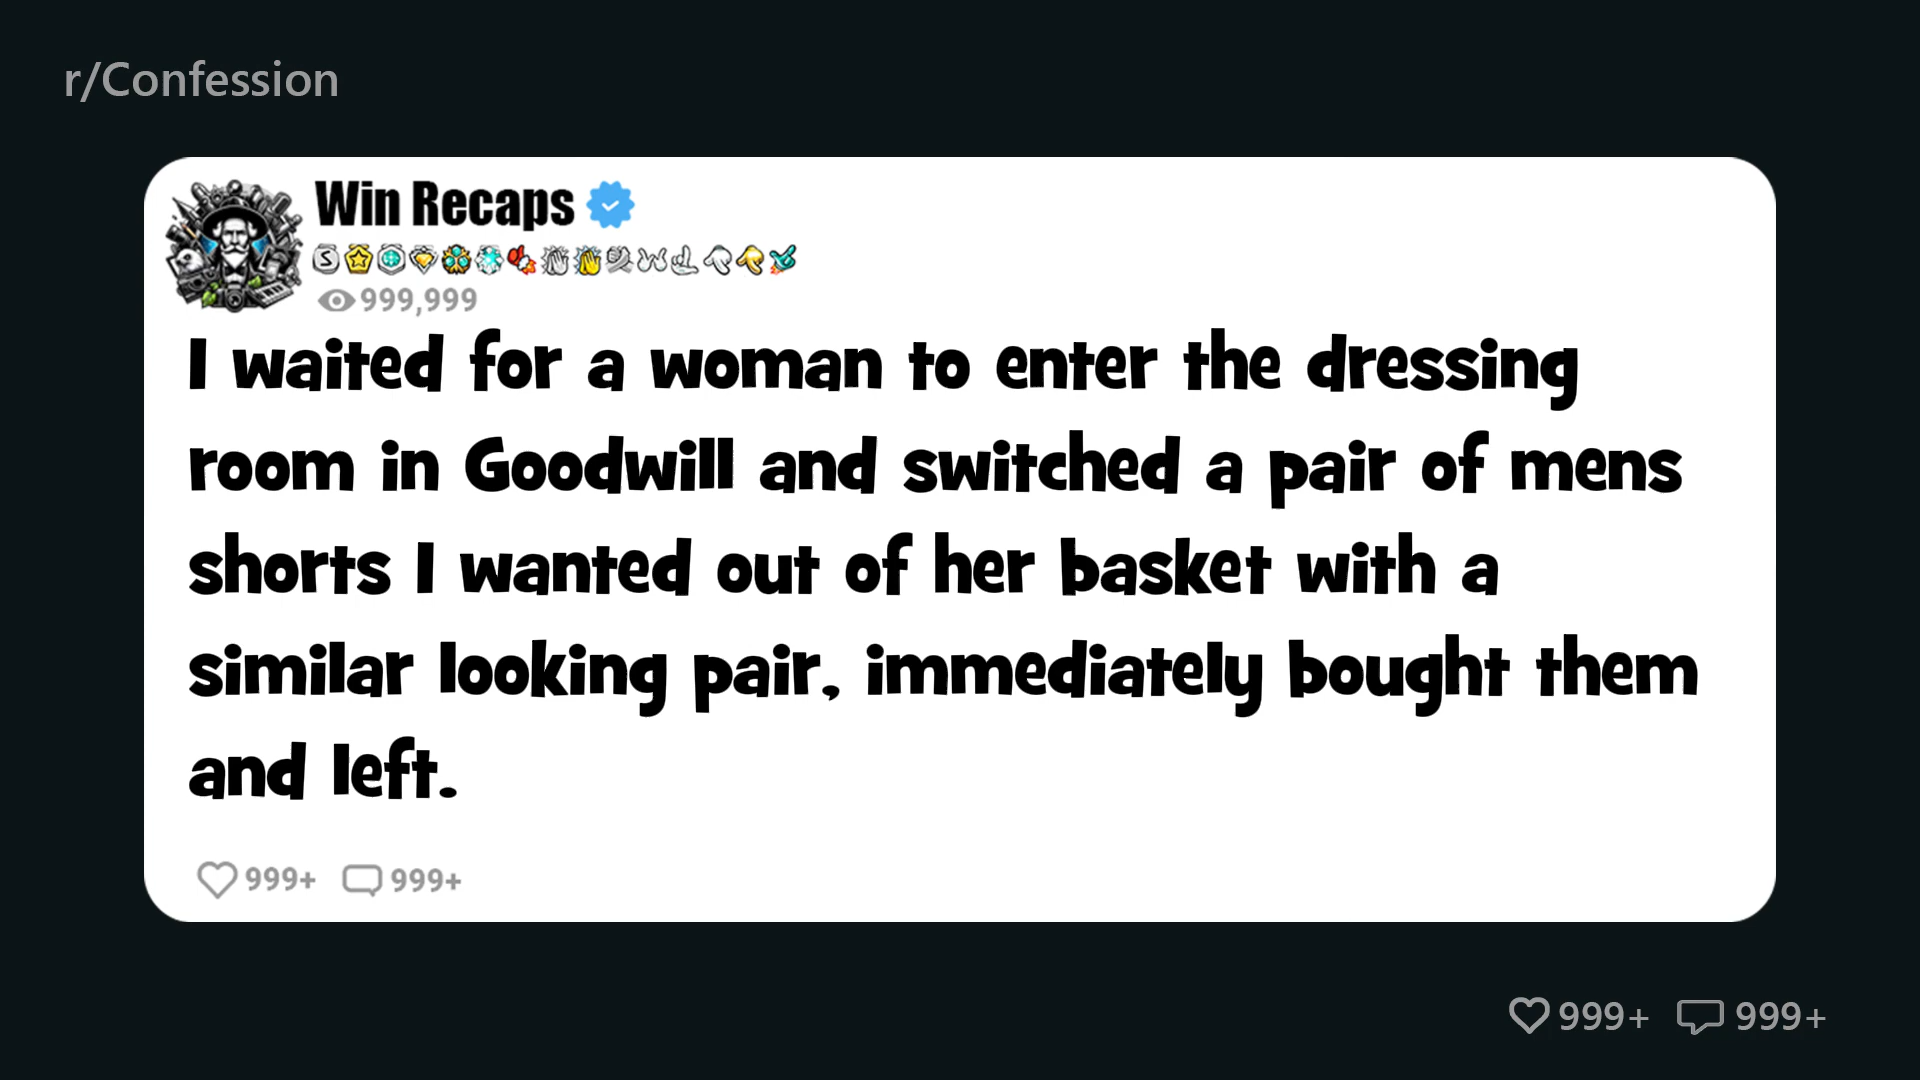 r/Confession
Win Recaps
999,999
I waited for a woman to enter the dressing
room in Goodwill and switched a pair of mens
shorts I wanted out of her basket with a
similar looking pair, immediately bought them
and left.
999+ 999+
999+ 999+